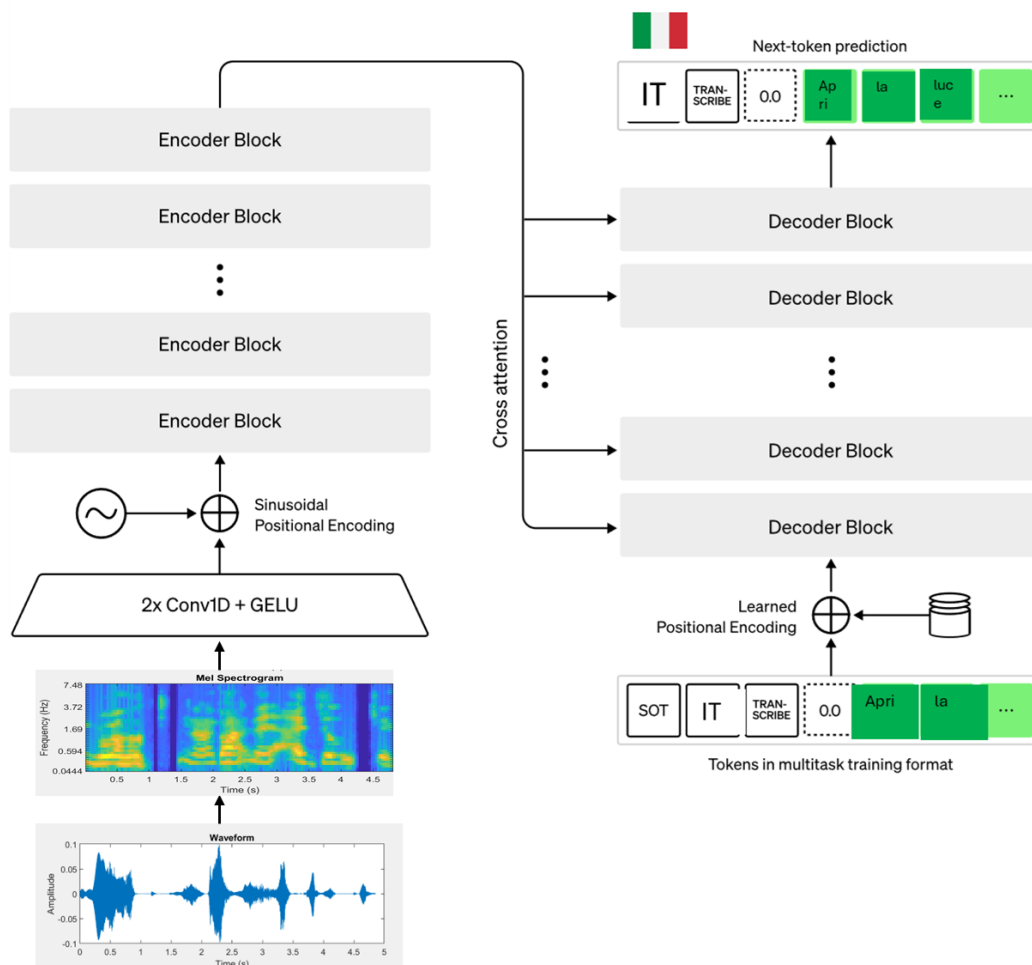 Encoder Block
Encoder Block
Encoder Block
Encoder Block
Sinusoidal
Positional Encoding
2x Conv1D + GELU
Mel Spectrogram
Frequency (Hz)
7.48
3.72
1.69
0.594
0.0444
0.5 1 1.5 2 2.5 3 3.5 4 4.5
Time (s)
Waveform
Amplitude
0.1
0.05
0
-0.05
-0.1
0 0.5 1 1.5 2 2.5 3 3.5 4 4.5 5
Time (s)
Cross attention
Next-token prediction
IT
TRAN-
SCRIBE
0.0
Ap
ri
la
luc
e
...
Decoder Block
Decoder Block
Decoder Block
Decoder Block
Learned
Positional Encoding
SOT
IT
TRAN-
SCRIBE
0.0
Apri
la
...
Tokens in multitask training format